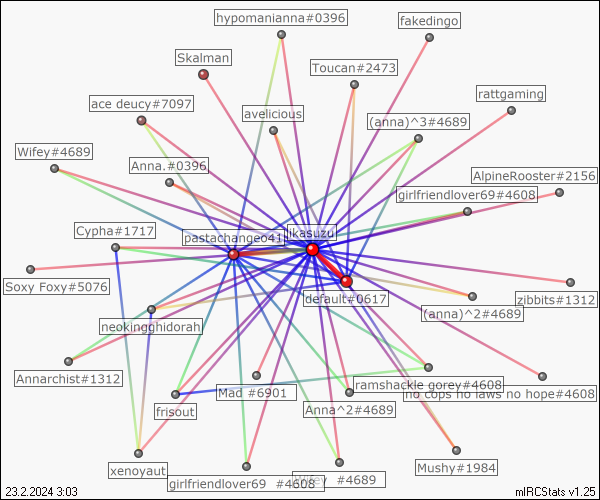 hypomanianna#0396
fakedingo
Skalman
Toucan#2473
rattgaming
ace deucy#7097
avelicious
(anna)^3#4689
Wifey#4689
Anna.#0396
AlpineRooster#2156
girlfriendlover69#4608
Cypha#1717
pastachangeo41
ikasuzu
Soxy Foxy#5076
default#0617
zibbits#1312
(anna)^2#4689
neokingghidorah
Annarchist#1312
Mad #6901
ramshackle gorey#4608
no cops no laws no hope#4608
frisout
Anna^2#4689
xenoyaut
Mushy#1984
girlfriendlover69 #4608
Wifey #4689
23.2.2024 3:03
mIRCStats v1.25